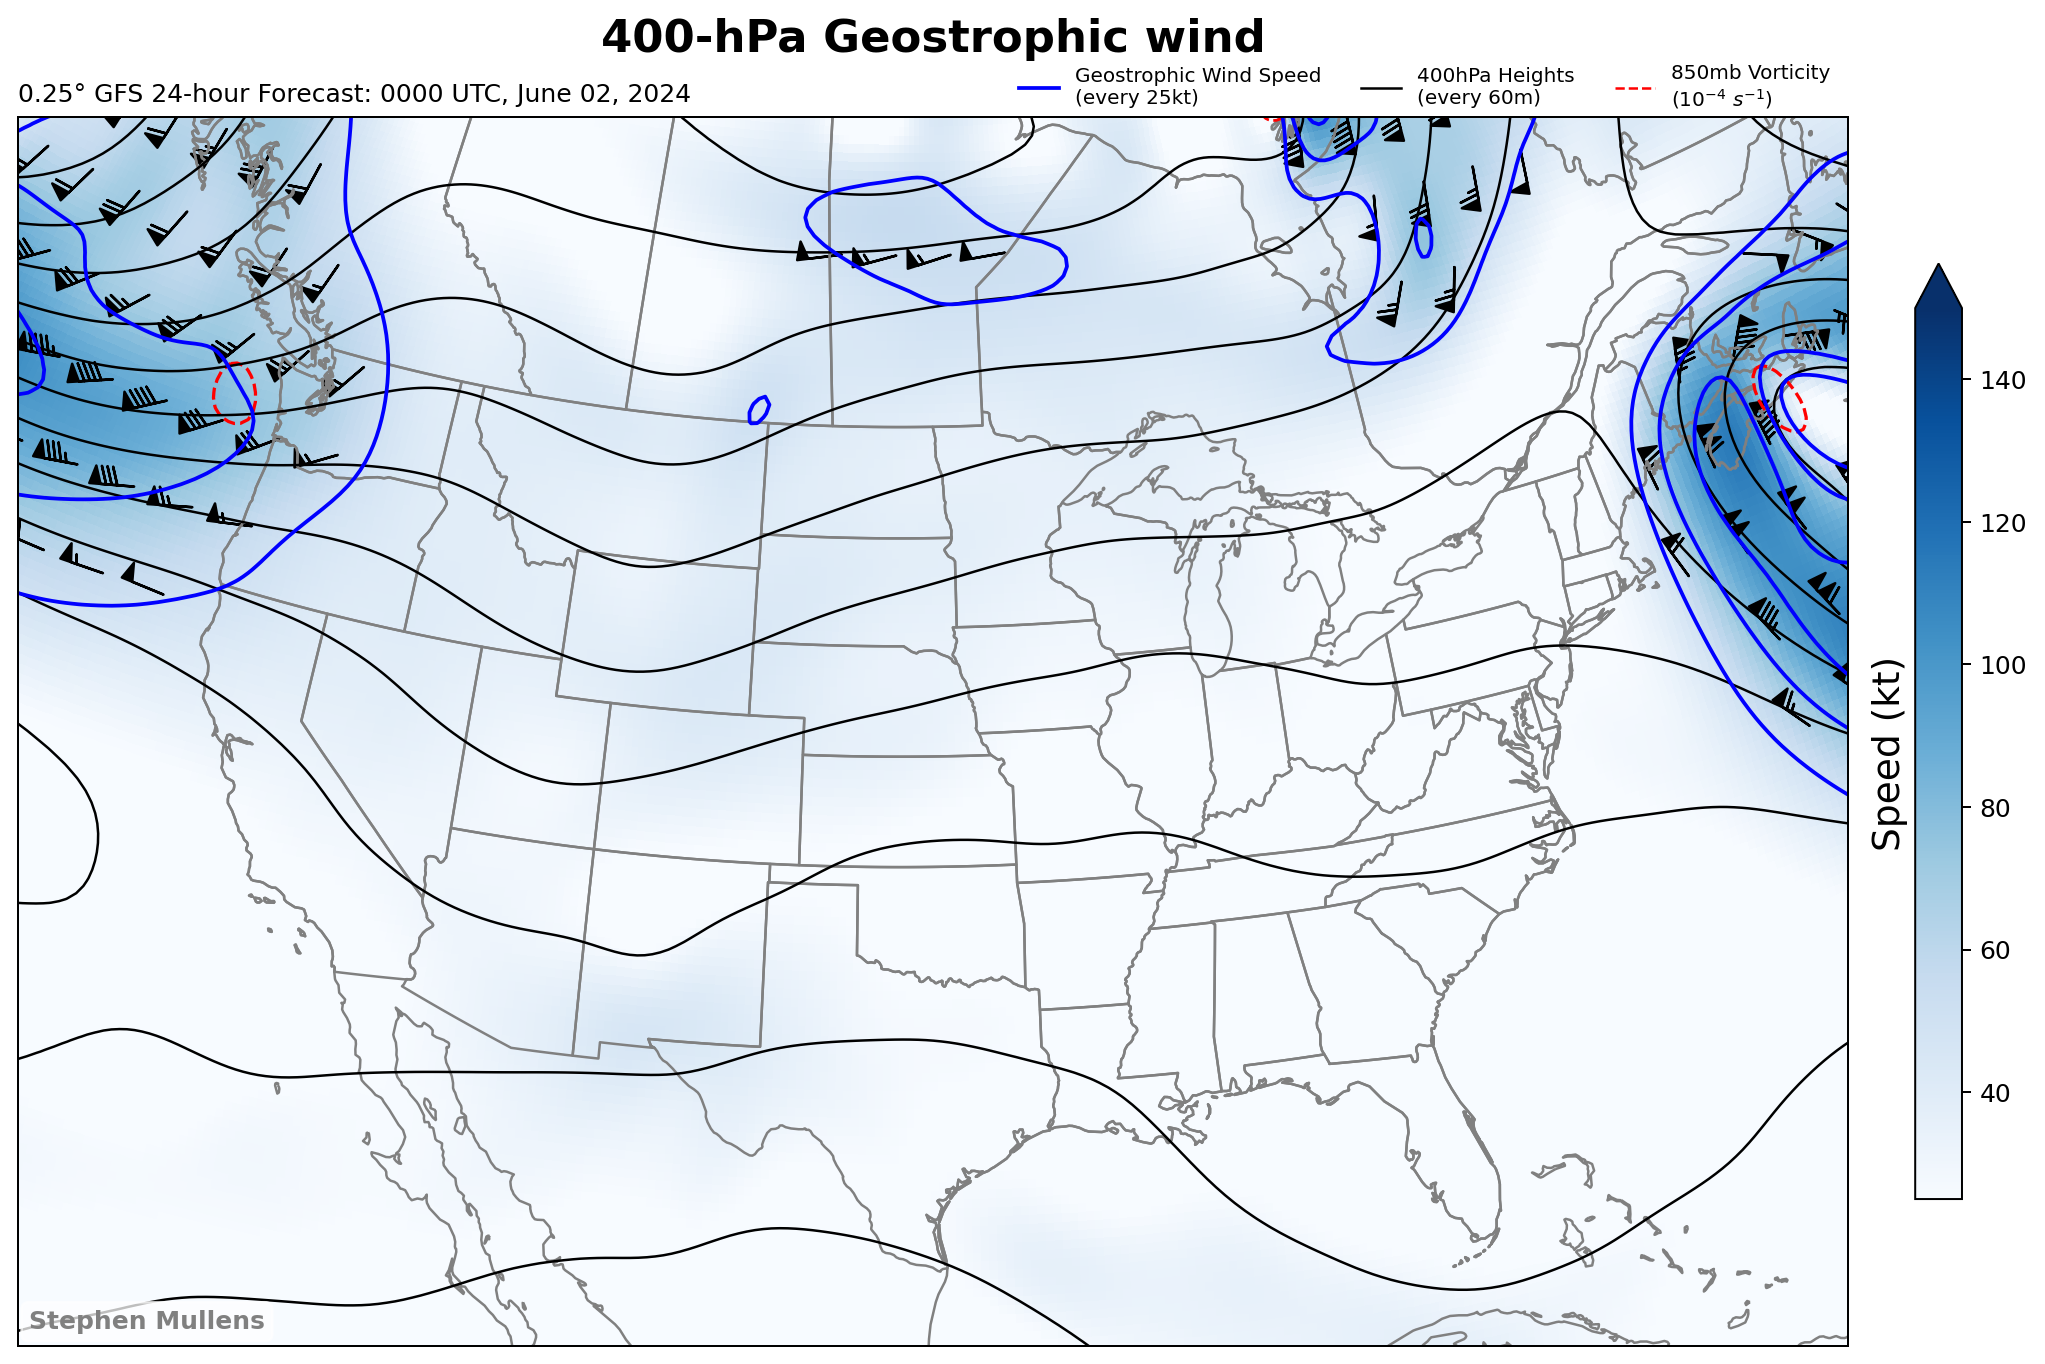 400-hPa Geostrophic wind
0.25° GFS 24-hour Forecast: 0000 UTC, June 02, 2024
Geostrophic Wind Speed
(every 25kt)
400hPa Heights
(every 60m)
850mb Vorticity
(10⁻⁴ s⁻¹)
140
120
100
80
60
40
Speed (kt)
Stephen Mullens